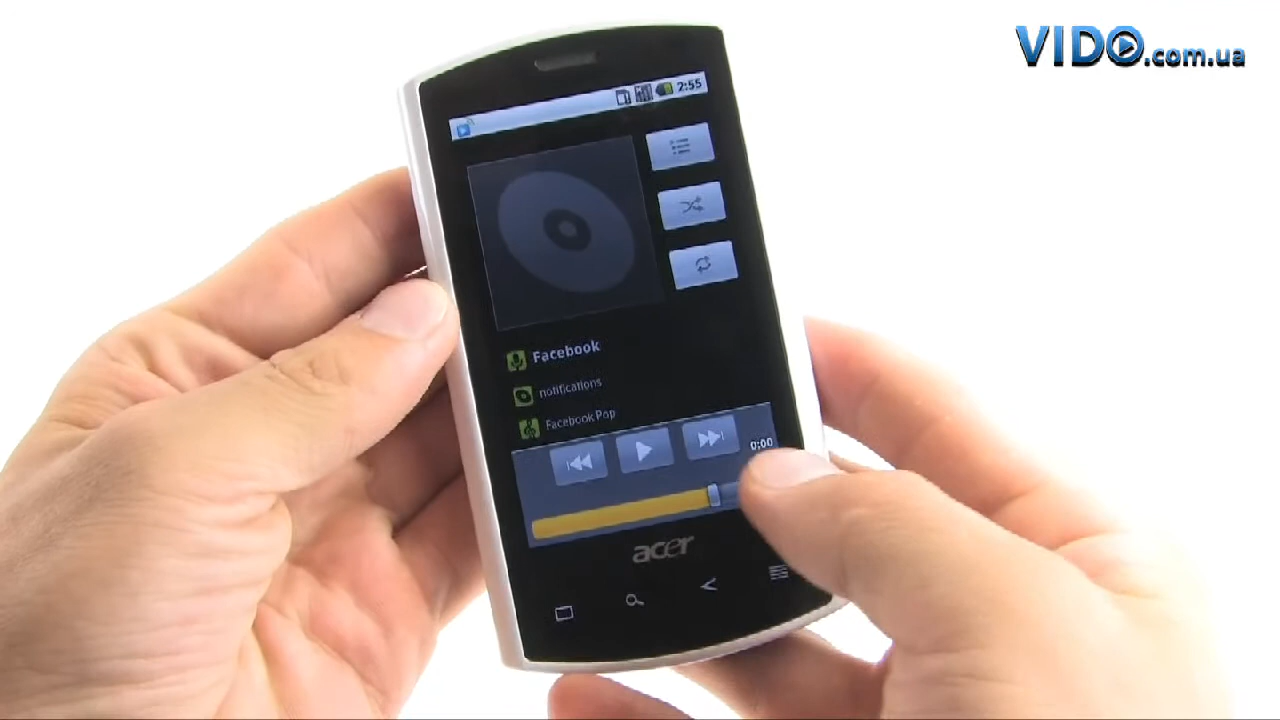 VIDO.com.ua
2:55
Facebook
notifications
Facebook Pop
0:00
acer